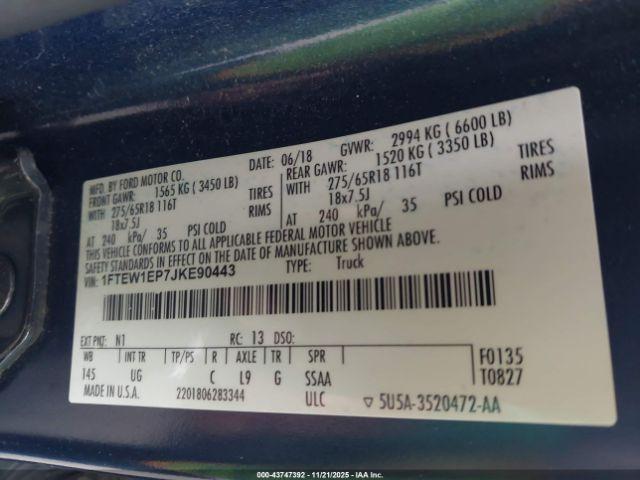 MFD. BY FORD MOTOR CO.
DATE: 06/18 GVWR: 2994 KG ( 6600 LB)
FRONT GAWR: 1565 KG ( 3450 LB)
REAR GAWR: 1520 KG ( 3350 LB)
WITH 275/65R18 116T TIRES
WITH 275/65R18 116T TIRES
18x7.5J RIMS
18x7.5J RIMS
AT 240 kPa/ 35 PSI COLD
AT 240 kPa/ 35 PSI COLD
THIS VEHICLE CONFORMS TO ALL APPLICABLE FEDERAL MOTOR VEHICLE
SAFETY STANDARDS IN EFFECT ON THE DATE OF MANUFACTURE SHOWN ABOVE.
VIN: 1FTEW1EP7JKE90443 TYPE: Truck
EXT PNT: N1 RC: 13 DSO:
WB INT TR TP/PS R AXLE TR SPR F0135
145 UG C L9 G SSAA T0827
MADE IN U.S.A. 2201806283344 ULC ▽ 5U5A-3520472-AA
© 43747392 - 11/21/2025 - IAAI.COM